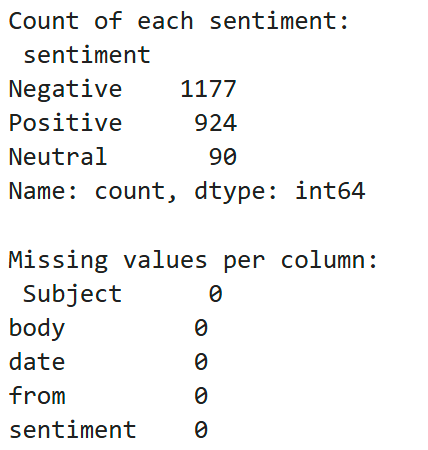 Count of each sentiment:
 sentiment
Negative    1177
Positive     924
Neutral       90
Name: count, dtype: int64

Missing values per column:
 Subject      0
body         0
date         0
from         0
sentiment    0